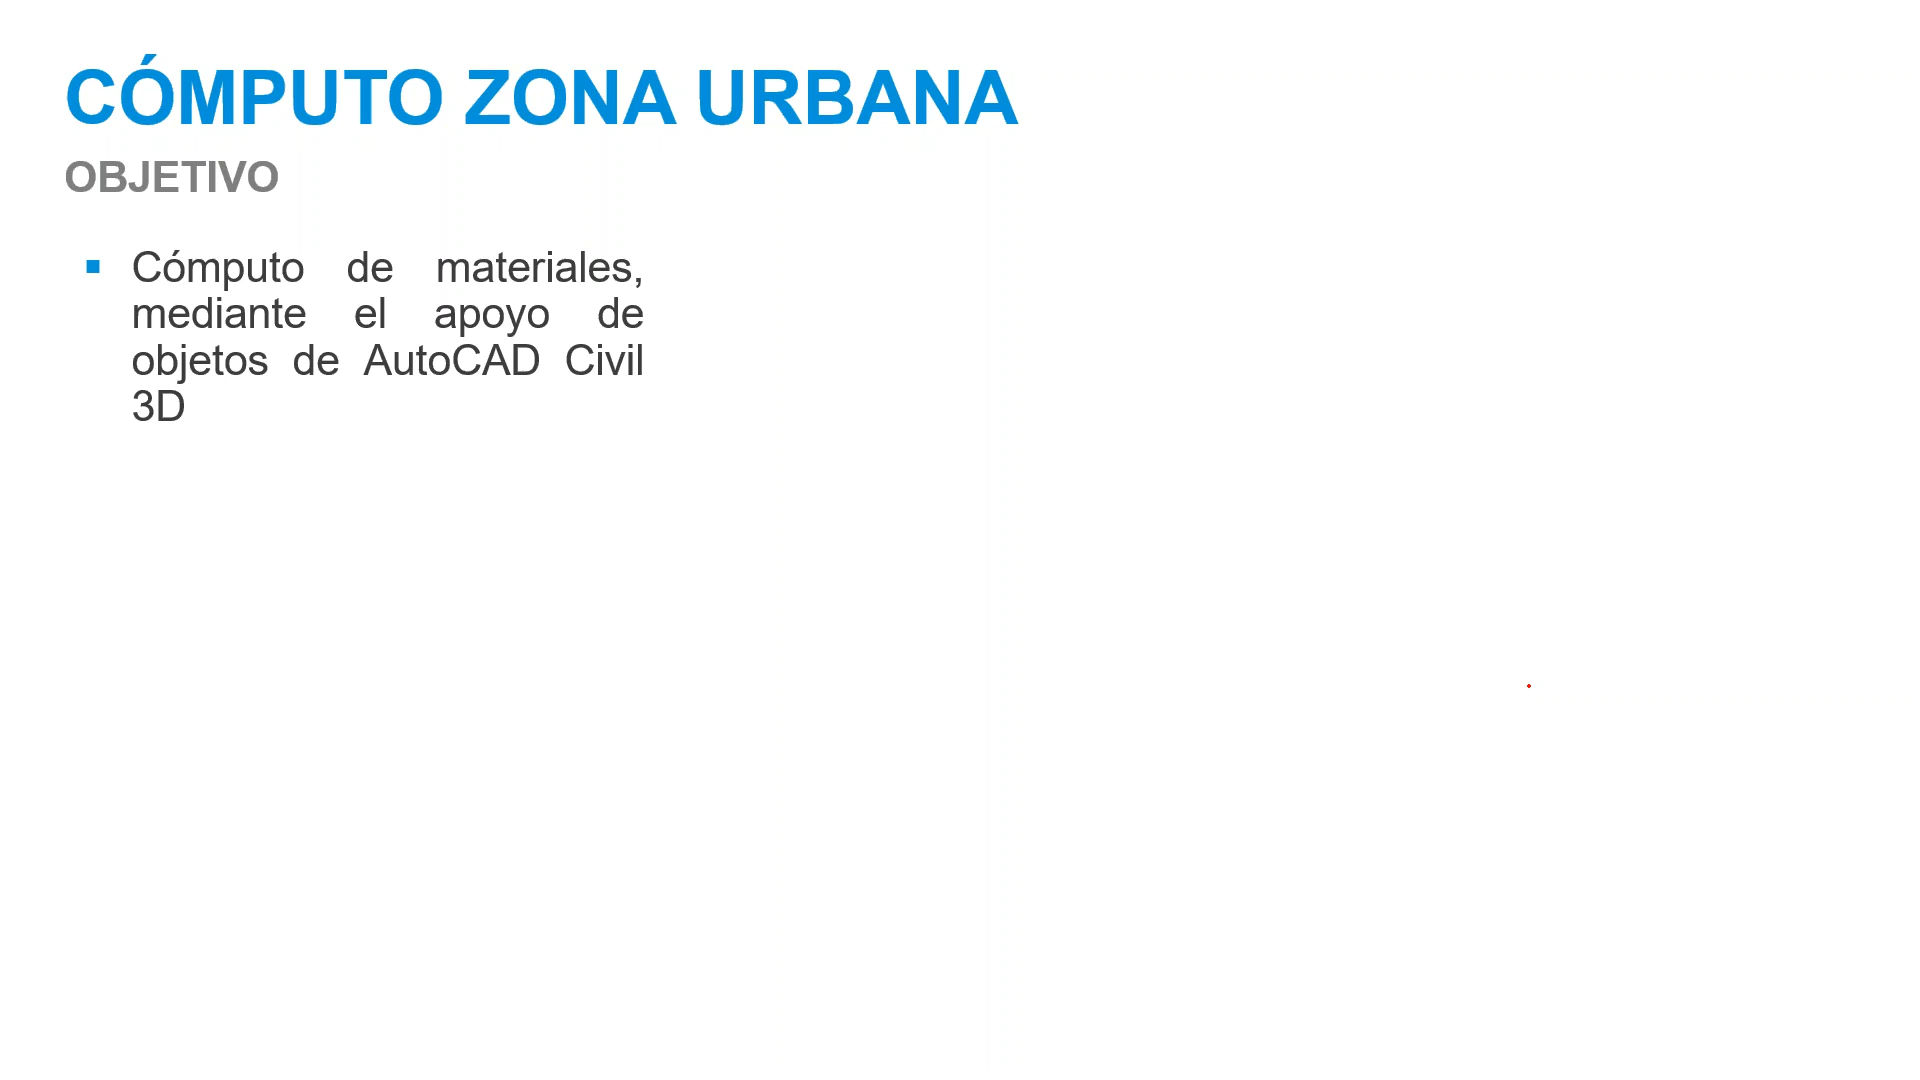 CÓMPUTO ZONA URBANA
OBJETIVO
Cómputo de materiales,
mediante el apoyo de
objetos de AutoCAD Civil
3D